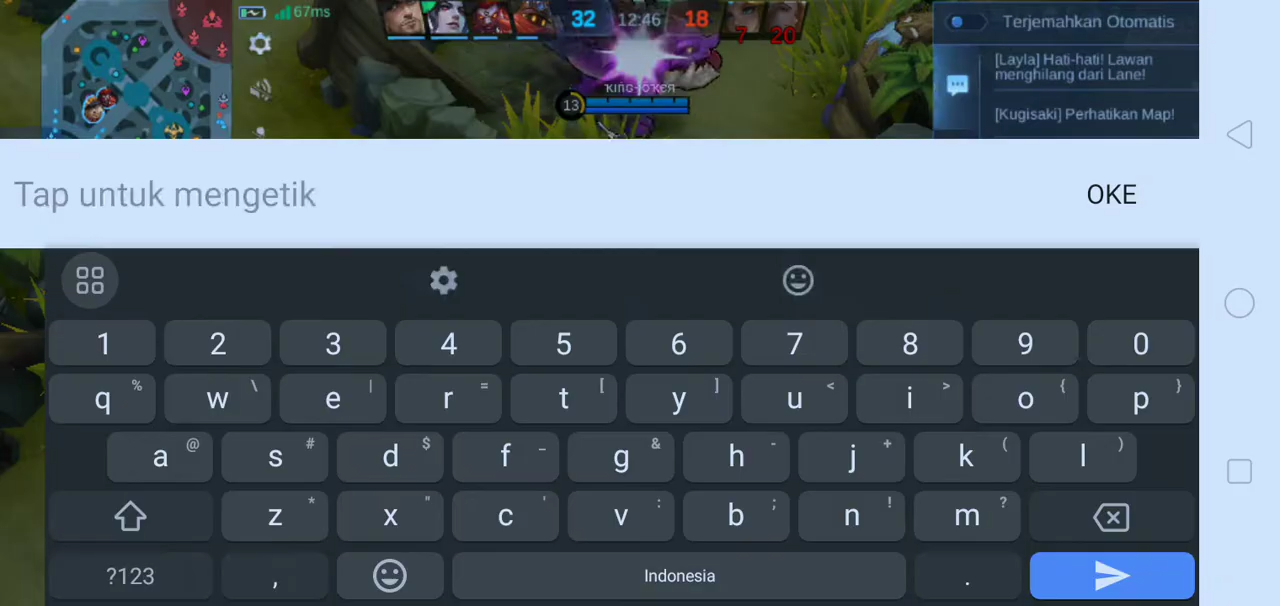 67ms
32 12:46 18
7 20
KING-JOKER
13
Terjemahkan Otomatis
[Layla] Hati-hati! Lawan
menghilang dari Lane!
[Kugisaki] Perhatikan Map!
Tap untuk mengetik
OKE
1 2 3 4 5 6 7 8 9 0
q % w \ e | r = t [ y ] u < i > o { p }
a @ s # d $ f _ g & h - j + k ( l )
z * x " c ' v : b ; n ! m ?
?123 , Indonesia .